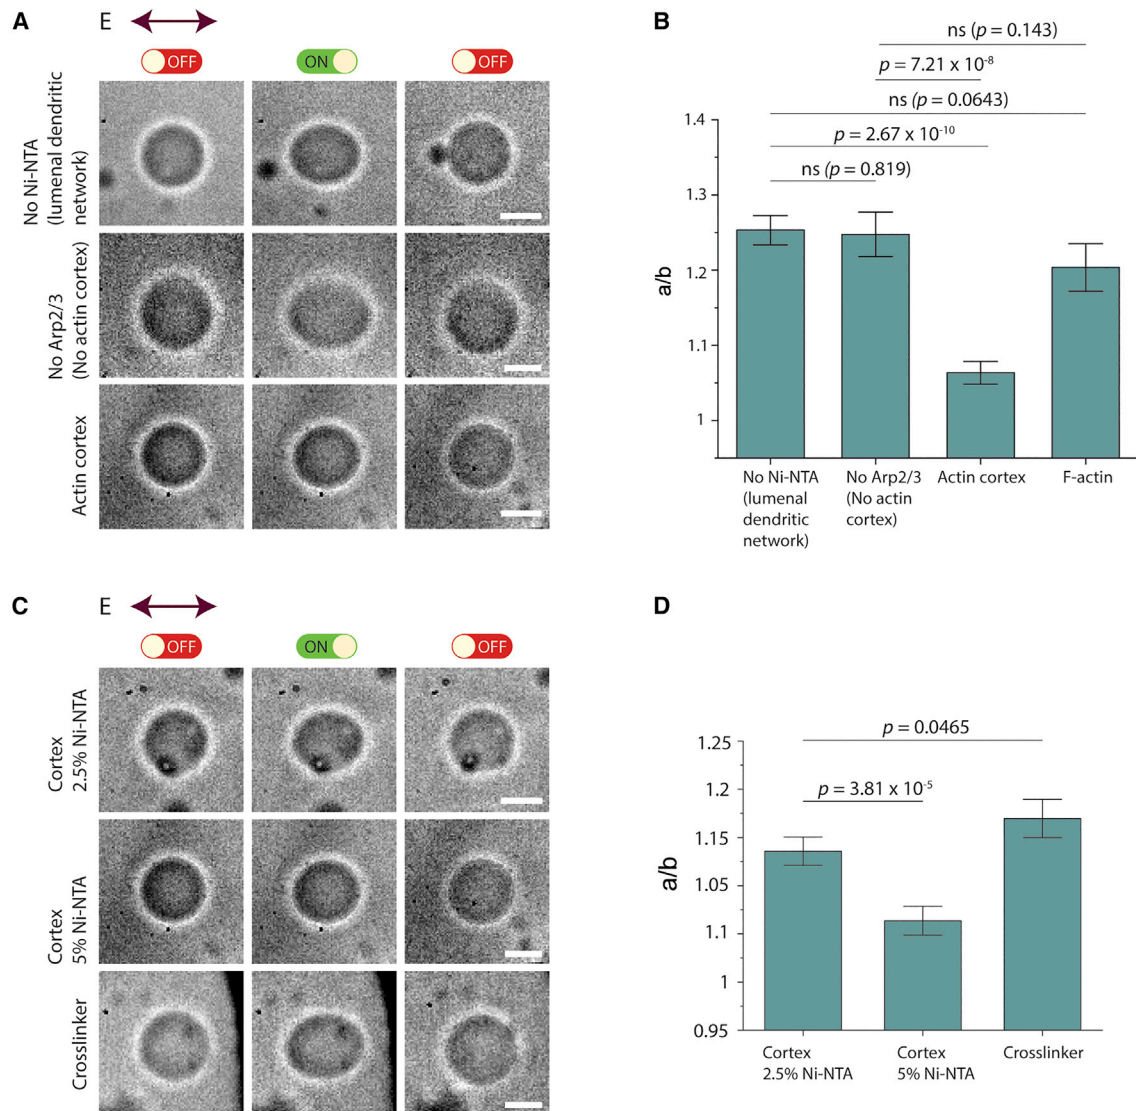 A
E
OFF
ON
OFF
No Ni-NTA
(lumenal dendritic
network)
No Arp2/3
(No actin cortex)
Actin cortex
B
ns (p = 0.143)
p = 7.21 x 10-8
ns (p = 0.0643)
p = 2.67 x 10-10
ns (p = 0.819)
1.4
1.3
1.2
1.1
1
a/b
No Ni-NTA
(lumenal
dendritic
network)
No Arp2/3
(No actin
cortex)
Actin cortex
F-actin
C
E
OFF
ON
OFF
Cortex
2.5% Ni-NTA
Cortex
5% Ni-NTA
Crosslinker
D
p = 0.0465
p = 3.81 x 10-5
1.25
1.2
1.15
1.05
1.1
1
0.95
a/b
Cortex
2.5% Ni-NTA
Cortex
5% Ni-NTA
Crosslinker